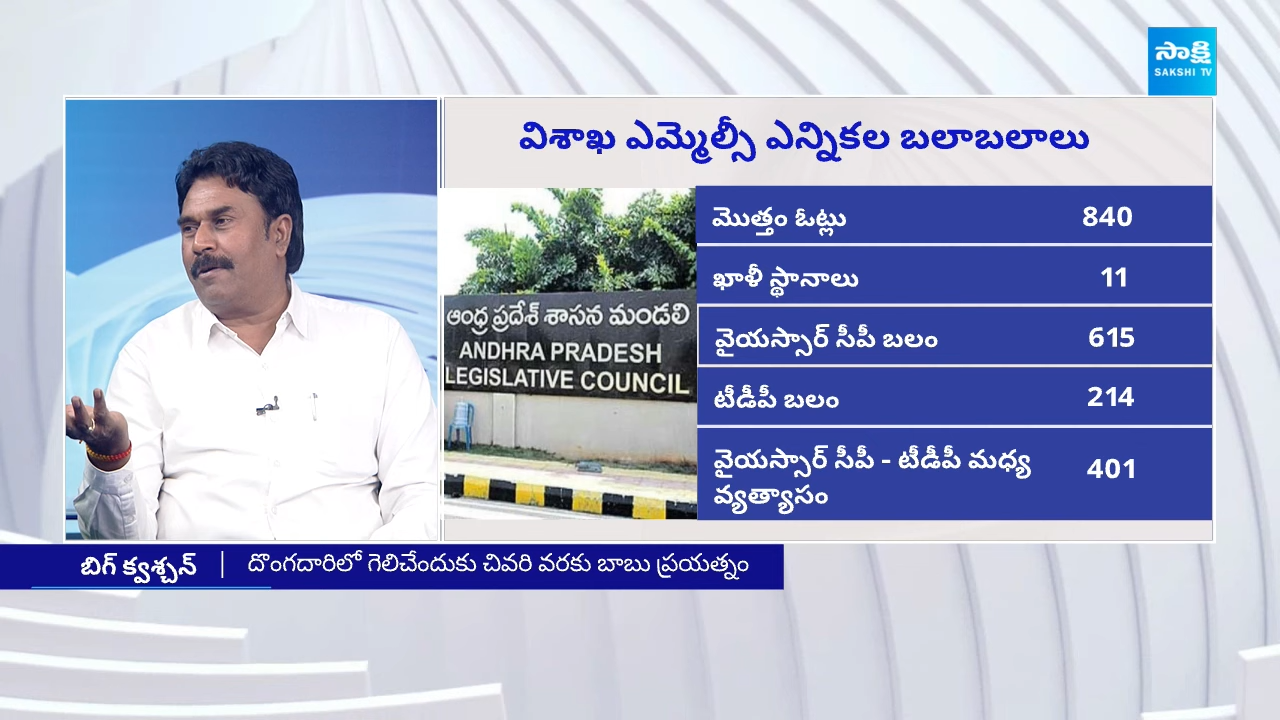 సాక్షి
SAKSHI TV
విశాఖ ఎమ్మెల్సీ ఎన్నికల బలాబలాలు
ఆంధ్ర ప్రదేశ్ శాసన మండలి
ANDHRA PRADESH
LEGISLATIVE COUNCIL
మొత్తం ఓట్లు 840
ఖాళీ స్థానాలు 11
వైయస్సార్ సీపీ బలం 615
టీడీపీ బలం 214
వైయస్సార్ సీపీ - టీడీపీ మధ్య 401
వ్యత్యాసం
బిగ్ క్వశ్చన్ | దొంగదారిలో గెలిచేందుకు చివరి వరకు బాబు ప్రయత్నం